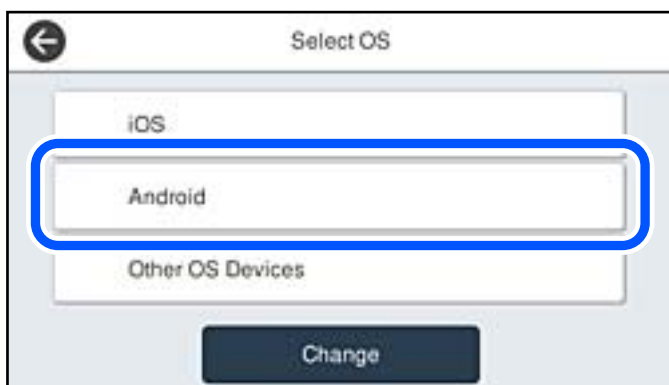 Select OS
iOS
Android
Other OS Devices
Change